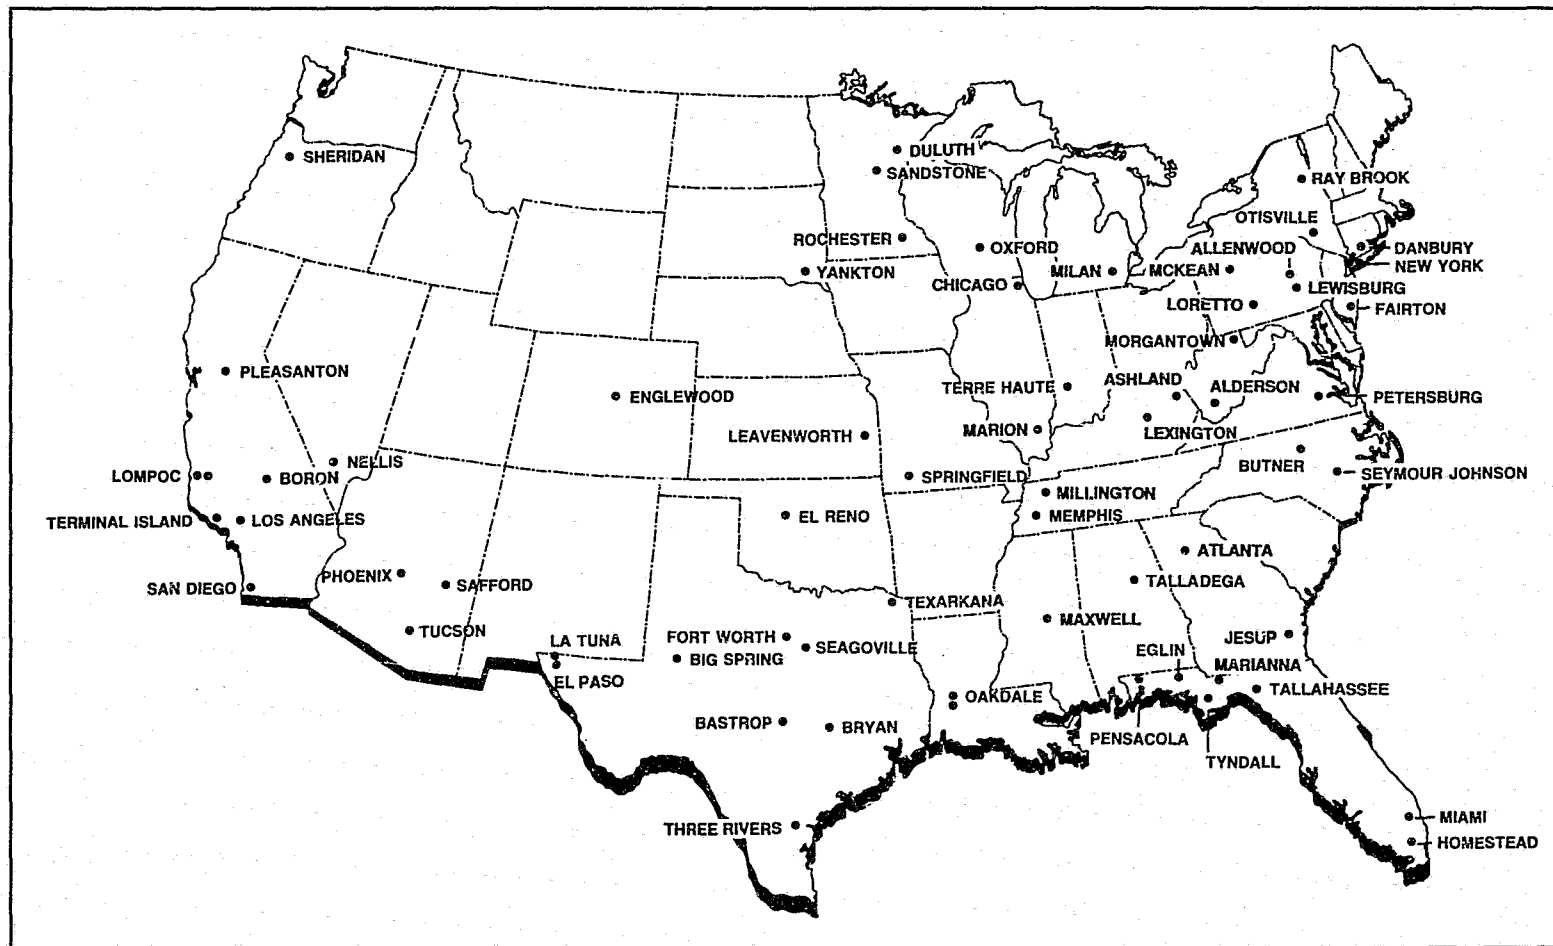 SHERIDAN
DULUTH
SANDSTONE
RAY BROOK
OTISVILLE
ROCHESTER
OXFORD
ALLENWOOD
DANBURY
YANKTON
MILAN
MCKEAN
NEW YORK
CHICAGO
LEWISBURG
LORETTO
FAIRTON
MORGANTOWN
PLEASANTON
TERRE HAUTE
ASHLAND
ALDERSON
ENGLEWOOD
PETERSBURG
LEAVENWORTH
MARION
LEXINGTON
NELLIS
BUTNER
LOMPOC
BORON
SPRINGFIELD
SEYMOUR JOHNSON
MILLINGTON
TERMINAL ISLAND
LOS ANGELES
EL RENO
MEMPHIS
ATLANTA
PHOENIX
SAFFORD
TALLADEGA
SAN DIEGO
TEXARKANA
MAXWELL
TUCSON
LA TUNA
FORT WORTH
SEAGOVILLE
JESUP
BIG SPRING
EGLIN
MARIANNA
EL PASO
OAKDALE
TALLAHASSEE
BASTROP
BRYAN
PENSACOLA
TYNDALL
THREE RIVERS
MIAMI
HOMESTEAD